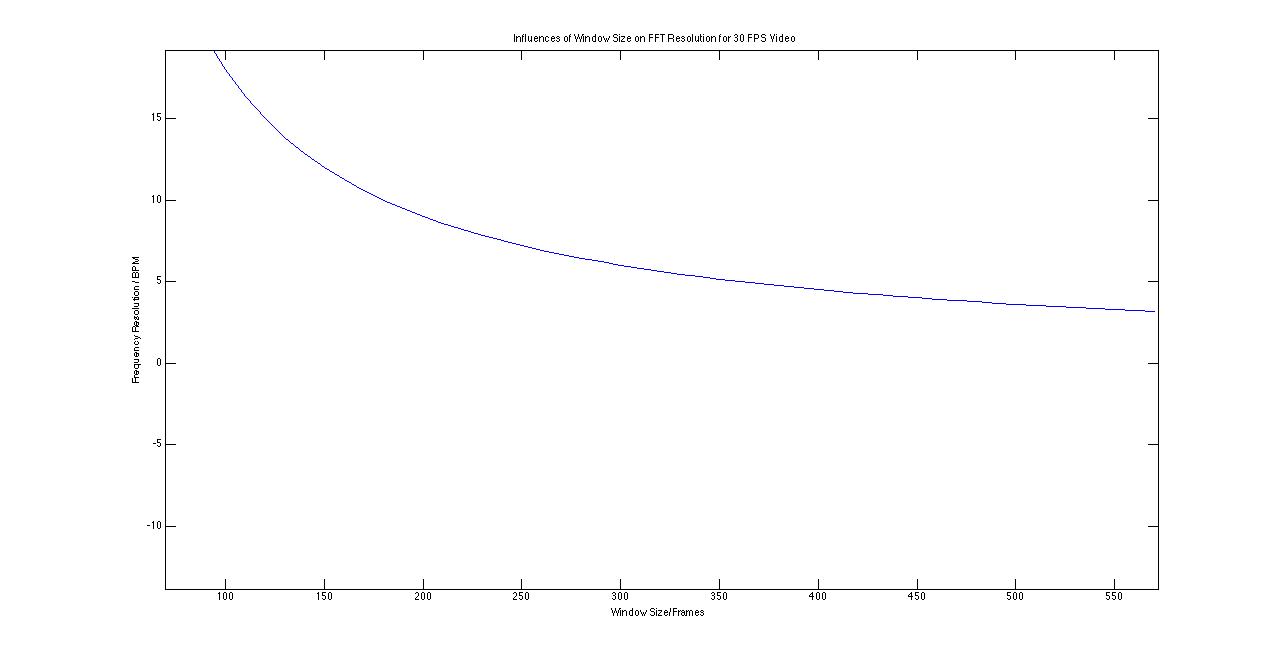 Influences of Window Size on FFT Resolution for 30 FPS Video
15
10
5
0
-5
-10
Frequency Resolution / BPM
100 150 200 250 300 350 400 450 500 550
Window Size/Frames